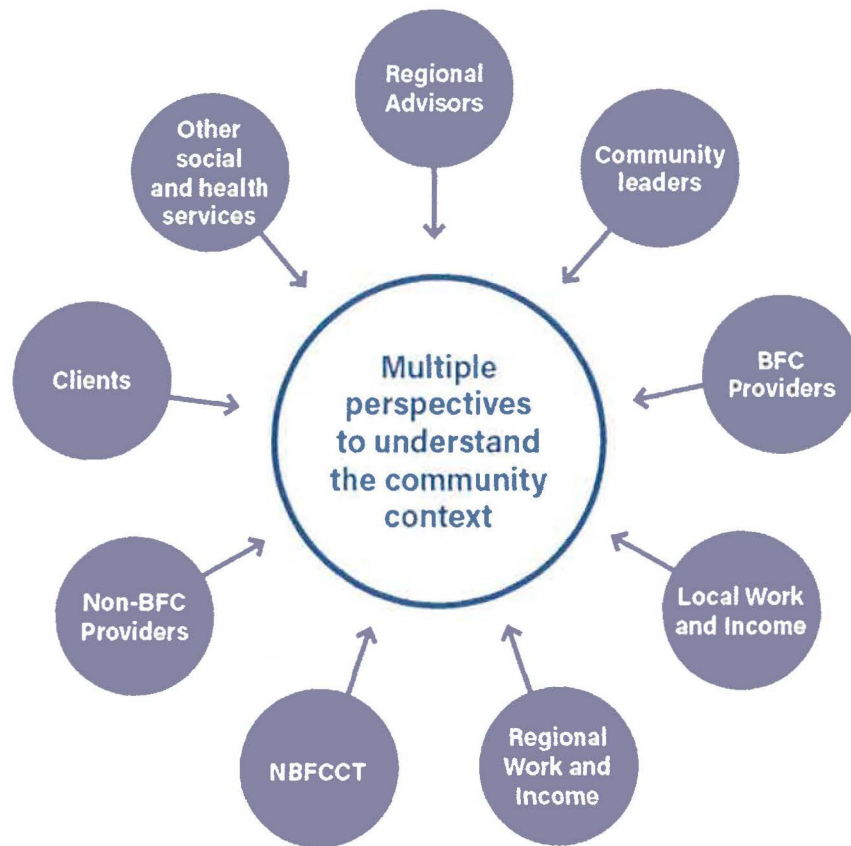 Regional
Advisors
Other
social
and health
services
Community
leaders
Clients
Multiple
perspectives
to understand
the community
context
BFC
Providers
Non-BFC
Providers
Local Work
and Income
NBFCCT
Regional
Work and
Income